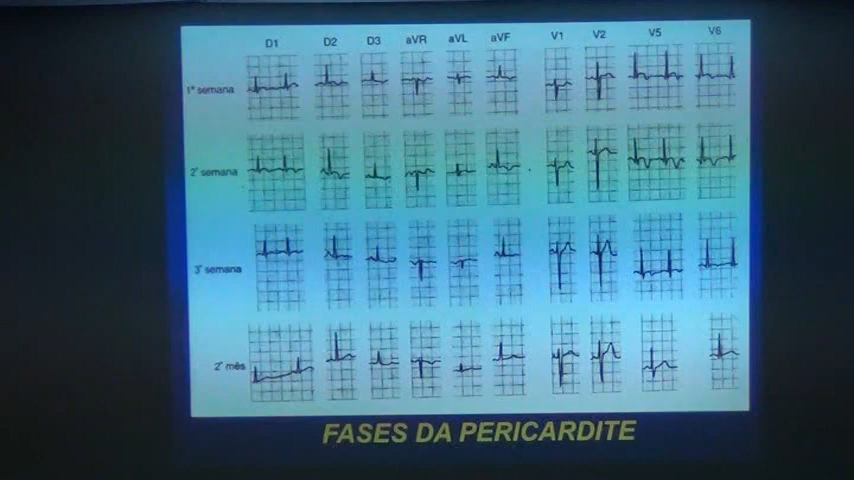 D1 D2 D3 aVR aVL aVF V1 V2 V5 V6
1ª semana
2ª semana
3ª semana
2º mês
FASES DA PERICARDITE